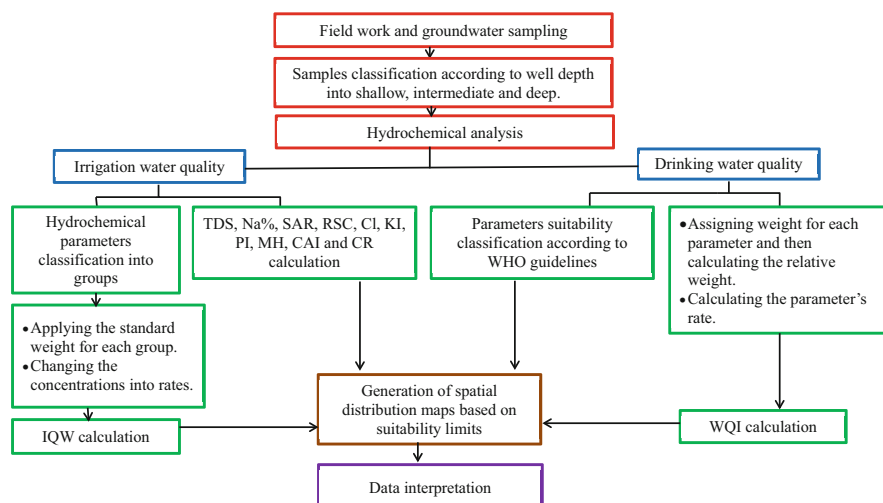 Field work and groundwater sampling
Samples classification according to well depth
into shallow, intermediate and deep.
Hydrochemical analysis
Irrigation water quality
Drinking water quality
Hydrochemical
parameters
classification into
groups
TDS, Na%, SAR, RSC, Cl, KI,
PI, MH, CAI and CR
calculation
Parameters suitability
classification according to
WHO guidelines
•Assigning weight for each
parameter and then
calculating the relative
weight.
•Calculating the parameter's
rate.
•Applying the standard
weight for each group.
•Changing the
concentrations into rates.
Generation of spatial
distribution maps based on
suitability limits
IQW calculation
WQI calculation
Data interpretation